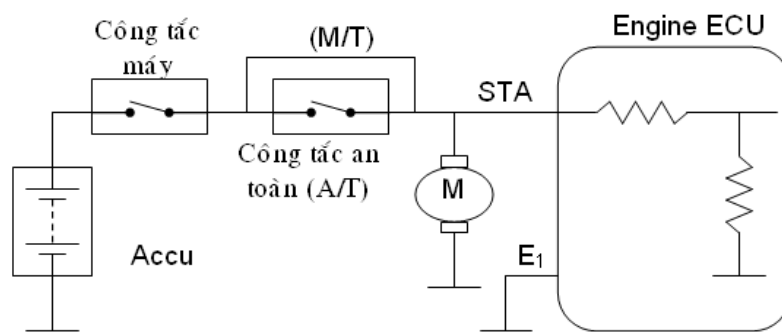 Công tắc
máy
(M/T)
Engine ECU
STA
Công tắc an
toàn (A/T)
M
Accu
E₁